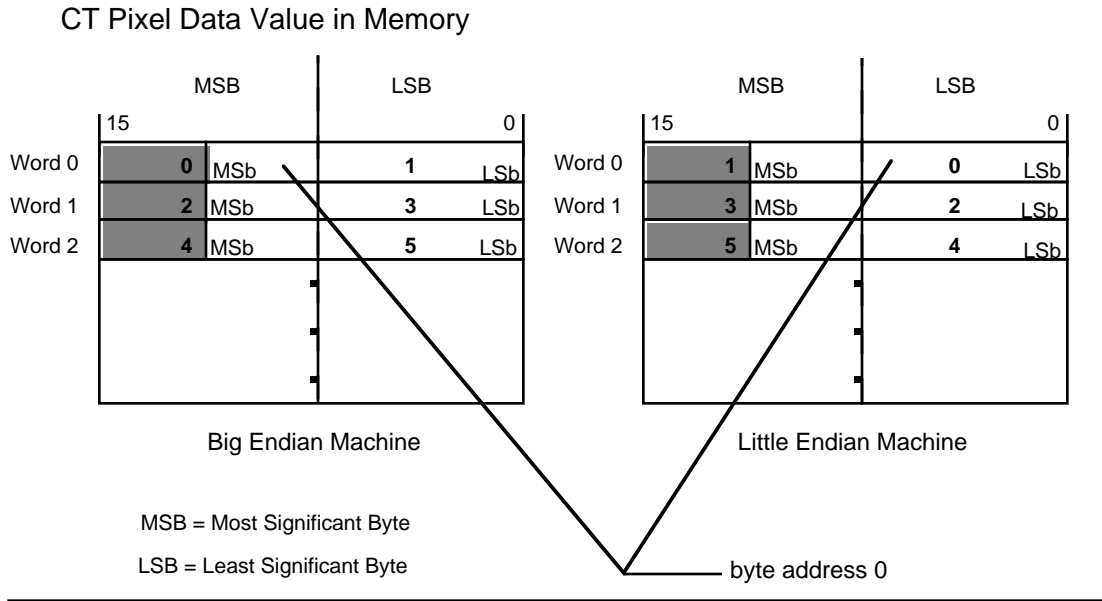 CT Pixel Data Value in Memory
MSB LSB
15 0
Word 0 0 MSb 1 LSb
Word 1 2 MSb 3 LSb
Word 2 4 MSb 5 LSb
Big Endian Machine
MSB LSB
15 0
Word 0 1 MSb 0 LSb
Word 1 3 MSb 2 LSb
Word 2 5 MSb 4 LSb
Little Endian Machine
MSB = Most Significant Byte
LSB = Least Significant Byte
byte address 0